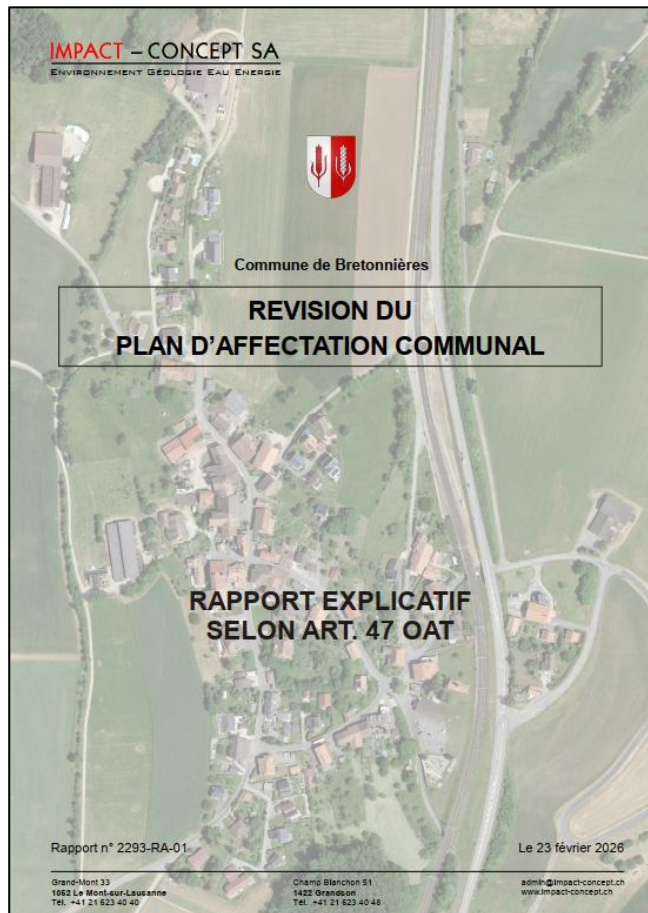 IMPACT – CONCEPT SA
ENVIRONNEMENT GÉOLOGIE EAU ENERGIE
Commune de Bretonnières
REVISION DU
PLAN D'AFFECTATION COMMUNAL
RAPPORT EXPLICATIF
SELON ART. 47 OAT
Rapport n° 2293-RA-01
Le 23 février 2026
Grand-Mont 33
1052 Le Mont-sur-Lausanne
Tél. +41 21 623 40 40
Champ Blanchon 51
1422 Grandson
Tél. +41 21 623 40 48
admin@impact-concept.ch
www.impact-concept.ch